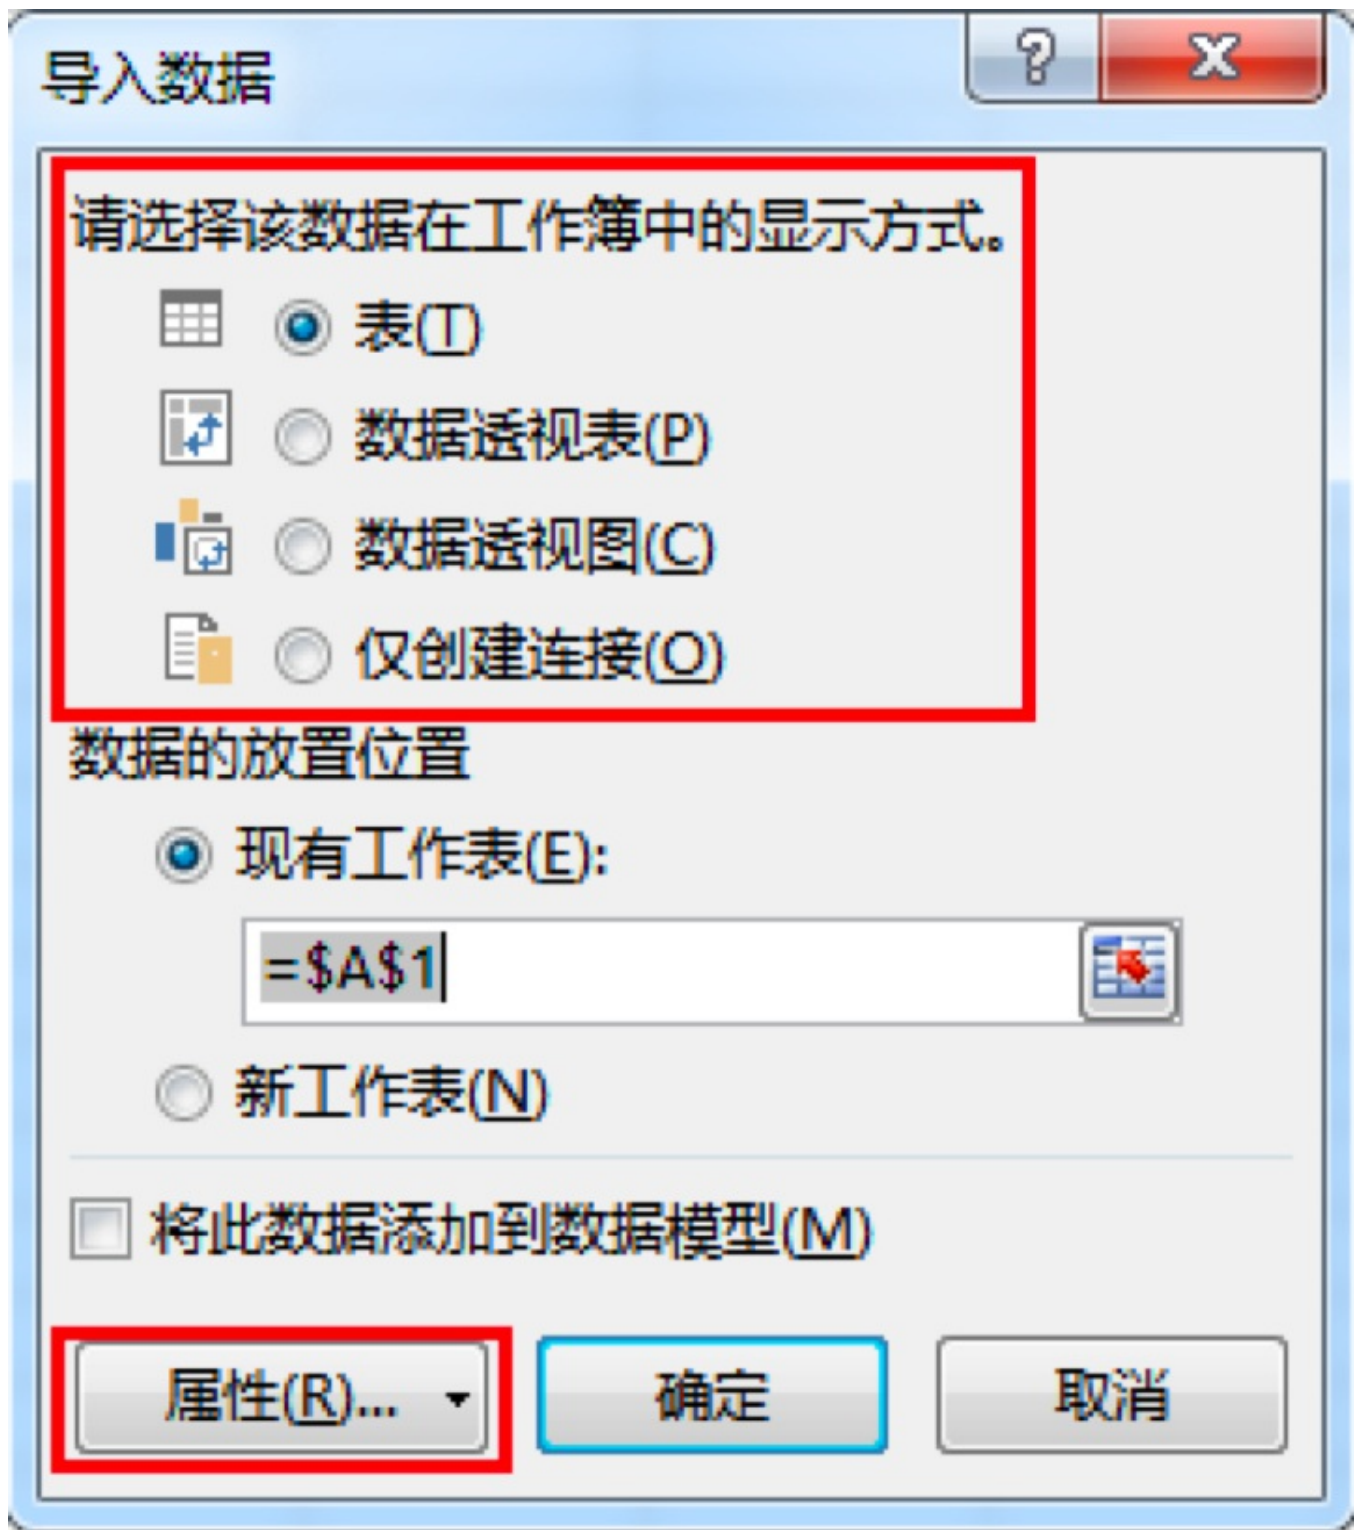 导入数据
请选择该数据在工作簿中的显示方式。
表(T)
数据透视表(P)
数据透视图(C)
仅创建连接(O)
数据的放置位置
现有工作表(E):
=$A$1
新工作表(N)
将此数据添加到数据模型(M)
属性(R)... 确定 取消